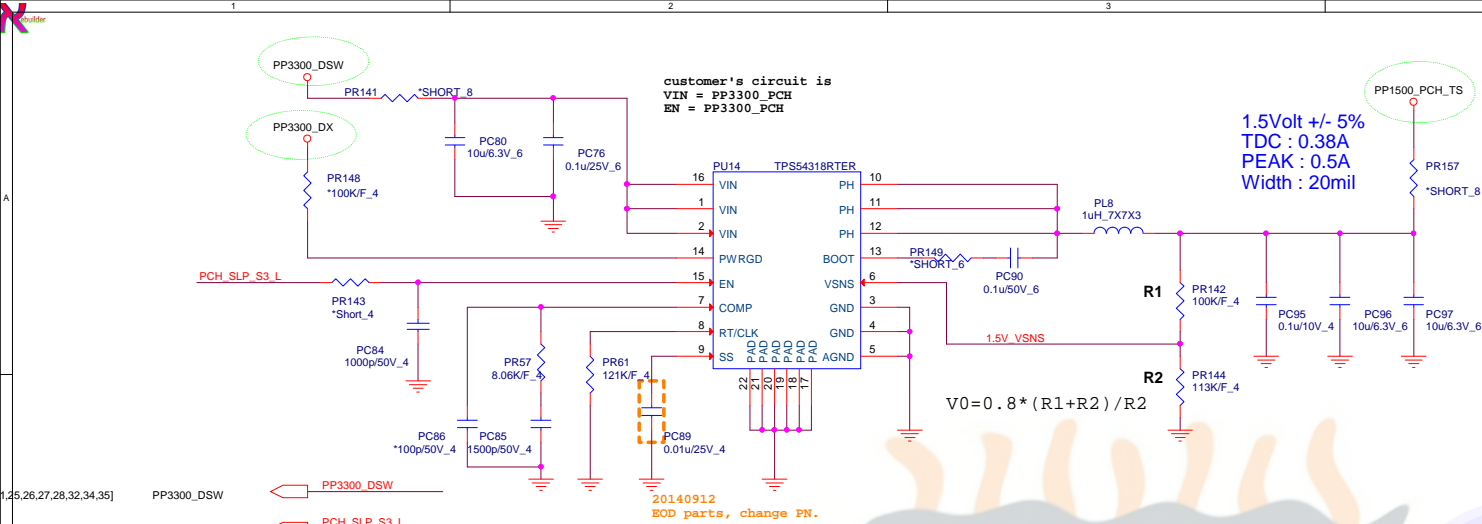 1
2
3
ebuilder
A
PP3300_DSW
PR141
*SHORT_8
PP3300_DX
PR148
*100K/F_4
PC80
10u/6.3V_6
PC76
0.1u/25V_6
customer's circuit is
VIN = PP3300_PCH
EN = PP3300_PCH
PU14
TPS54318RTER
16
VIN
1
VIN
2
VIN
14
PWRGD
15
EN
7
COMP
8
RT/CLK
9
SS
PH
10
PH
11
PH
12
BOOT
13
VSNS
6
GND
3
GND
4
AGND
5
PAD
PAD
PAD
PAD
PAD
PAD
22
21
20
19
18
17
PCH_SLP_S3_L
PR143
*Short_4
PC84
1000p/50V_4
PR57
8.06K/F_4
PR61
121K/F_4
PC86
*100p/50V_4
PC85
1500p/50V_4
PC89
0.01u/25V_4
20140912
EOD parts, change PN.
PR149
*SHORT_6
PC90
0.1u/50V_6
PL8
1uH_7X7X3
1.5Volt +/- 5%
TDC : 0.38A
PEAK : 0.5A
Width : 20mil
PP1500_PCH_TS
PR157
*SHORT_8
R1
PR142
100K/F_4
1.5V_VSNS
R2
PR144
113K/F_4
V0=0.8*(R1+R2)/R2
PC95
0.1u/10V_4
PC96
10u/6.3V_6
PC97
10u/6.3V_6
1,25,26,27,28,32,34,35]
PP3300_DSW
PP3300_DSW
PCH_SLP_S3_L